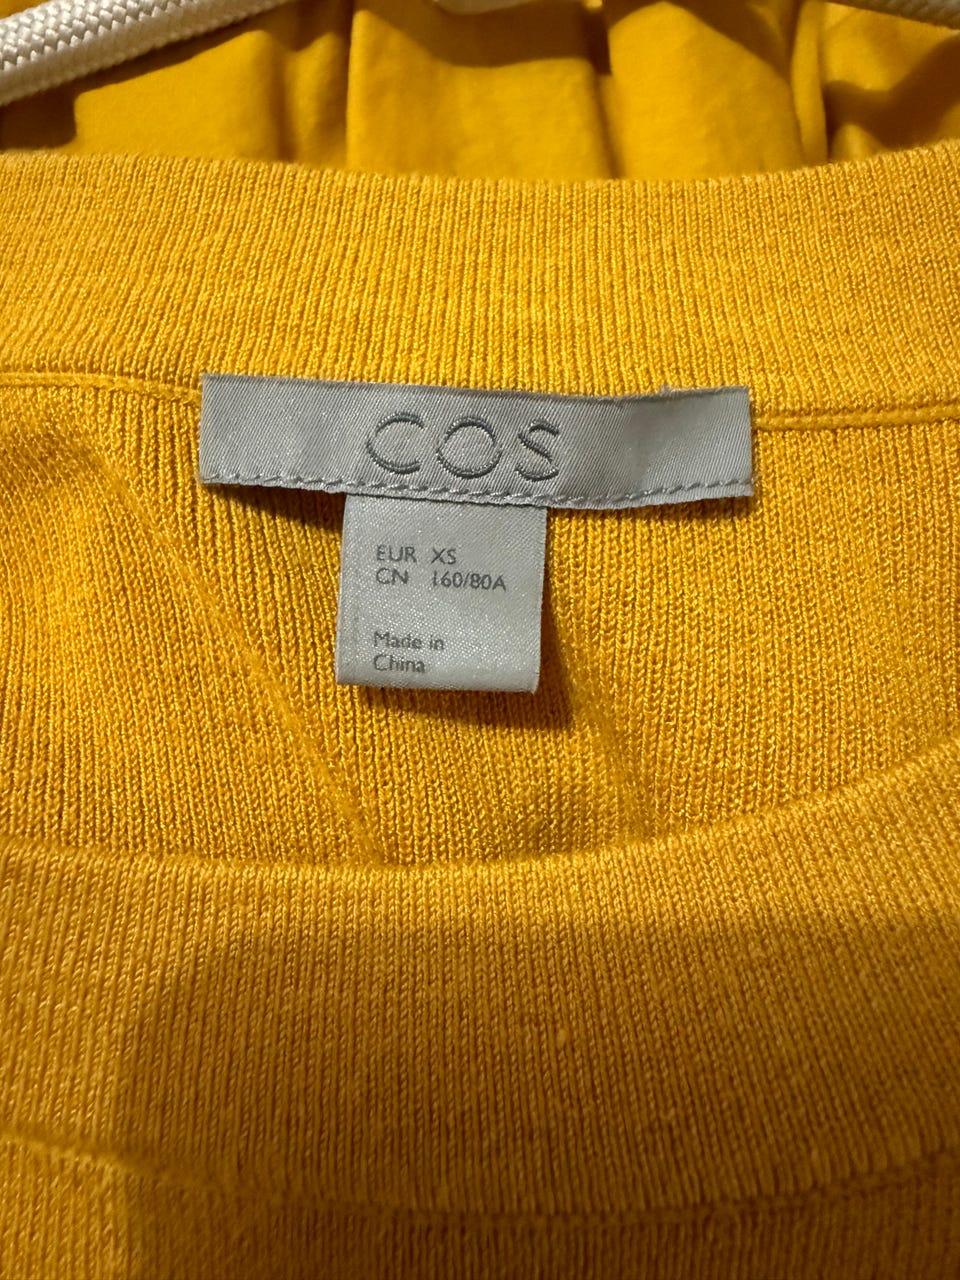 COS
EUR XS
CN 160/80A
Made in
China